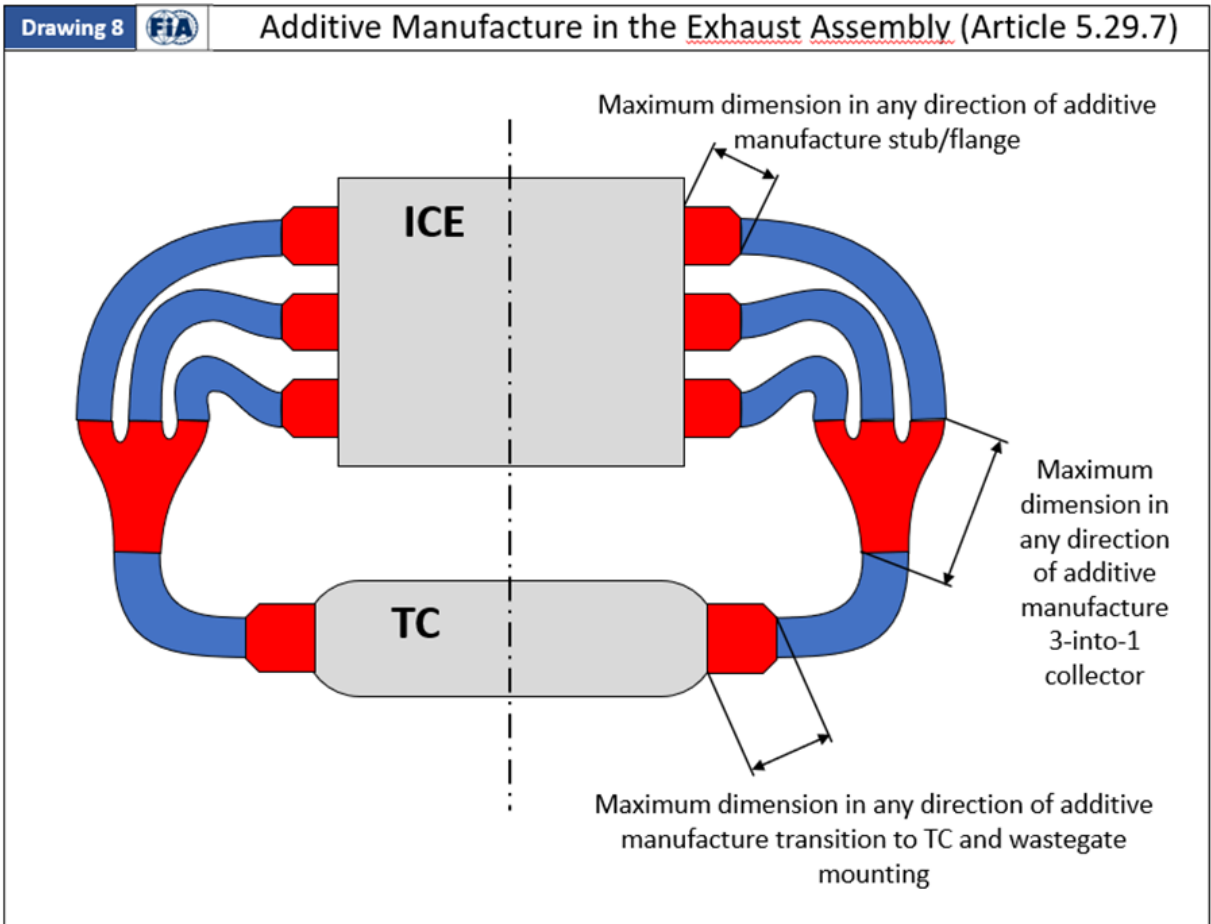 Drawing 8
FiA
Additive Manufacture in the Exhaust Assembly (Article 5.29.7)
Maximum dimension in any direction of additive
manufacture stub/flange
ICE
Maximum
dimension in
any direction
of additive
manufacture
3-into-1
collector
TC
Maximum dimension in any direction of additive
manufacture transition to TC and wastegate
mounting